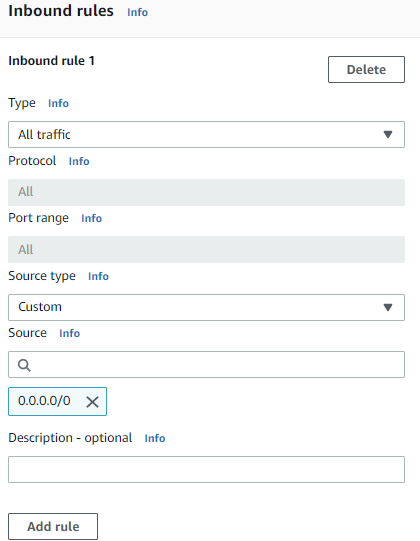 Inbound rules Info
Inbound rule 1
Delete
Type Info
All traffic
Protocol Info
All
Port range Info
All
Source type Info
Custom
Source Info
0.0.0.0/0
Description - optional Info
Add rule